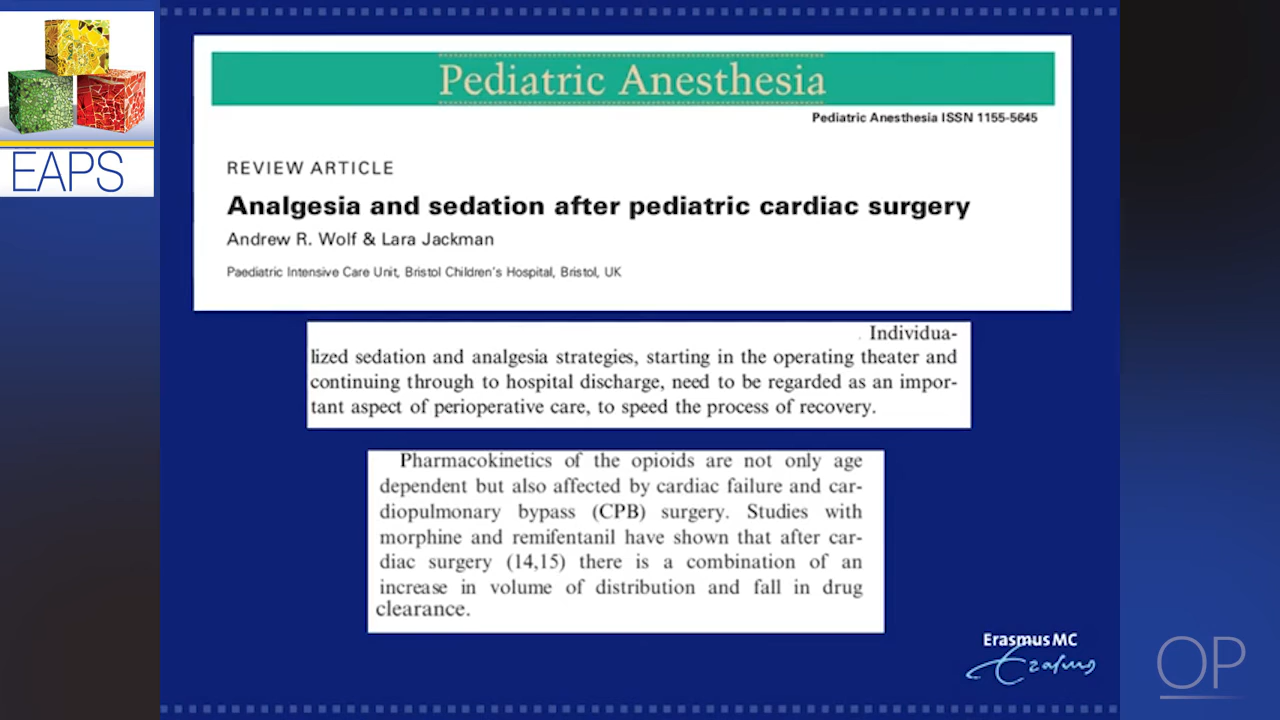 EAPS
Pediatric Anesthesia
Pediatric Anesthesia ISSN 1155-5645
REVIEW ARTICLE
Analgesia and sedation after pediatric cardiac surgery
Andrew R. Wolf & Lara Jackman
Paediatric Intensive Care Unit, Bristol Children's Hospital, Bristol, UK
Individua-
lized sedation and analgesia strategies, starting in the operating theater and
continuing through to hospital discharge, need to be regarded as an impor-
tant aspect of perioperative care, to speed the process of recovery.
Pharmacokinetics of the opioids are not only age
dependent but also affected by cardiac failure and car-
diopulmonary bypass (CPB) surgery. Studies with
morphine and remifentanil have shown that after car-
diac surgery (14,15) there is a combination of an
increase in volume of distribution and fall in drug
clearance.
Erasmus MC
Erasmus
OP